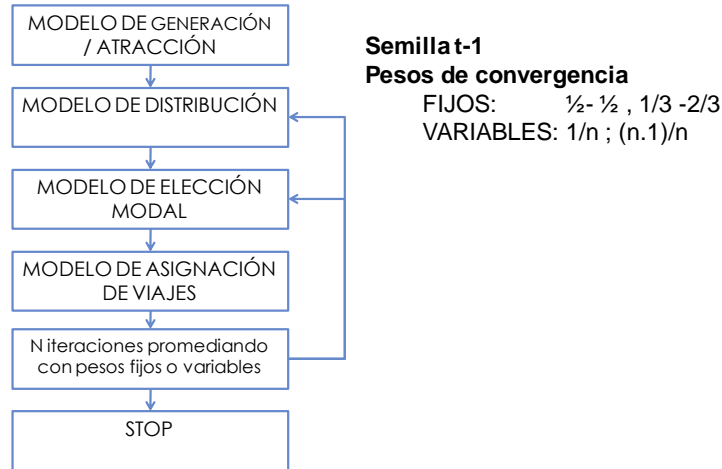 MODELO DE GENERACIÓN
/ ATRACCIÓN
MODELO DE DISTRIBUCIÓN
MODELO DE ELECCIÓN
MODAL
MODELO DE ASIGNACIÓN
DE VIAJES
N iteraciones promediando
con pesos fijos o variables
STOP
Semilla t-1
Pesos de convergencia
FIJOS: ½- ½ , 1/3 -2/3
VARIABLES: 1/n ; (n.1)/n